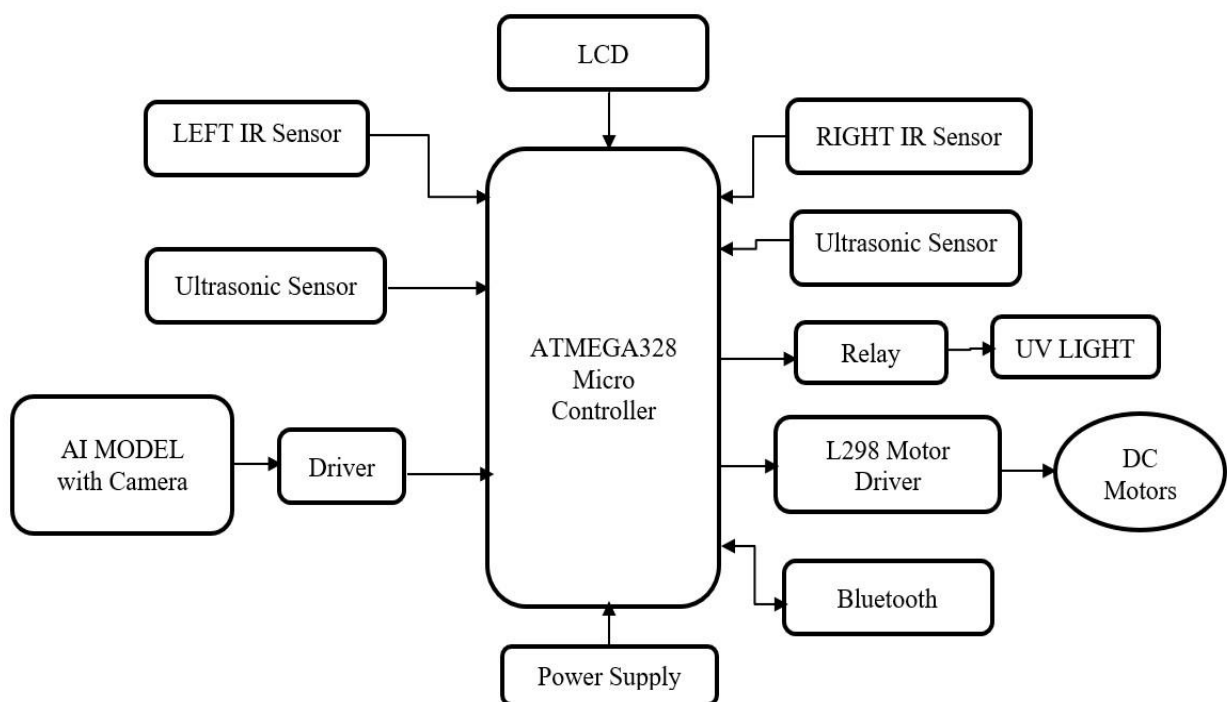 LCD
LEFT IR Sensor
RIGHT IR Sensor
Ultrasonic Sensor
Ultrasonic Sensor
ATMEGA328
Micro
Controller
Relay
UV LIGHT
AI MODEL
with Camera
Driver
L298 Motor
Driver
DC
Motors
Bluetooth
Power Supply